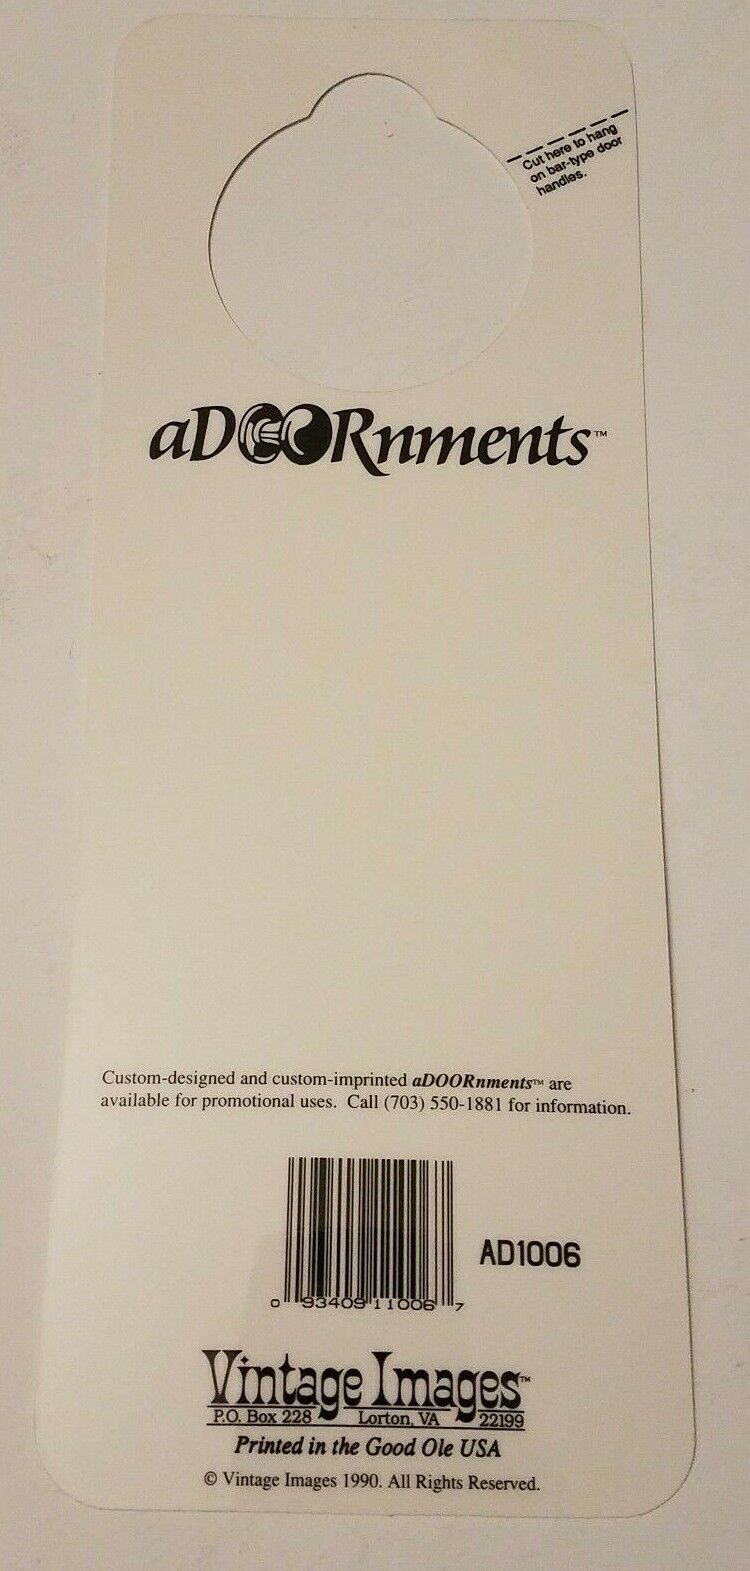 Cut here to hang
on bar-type door
handles.
aDOORnments™
Custom-designed and custom-imprinted aDOORnments™ are
available for promotional uses. Call (703) 550-1881 for information.
AD1006
0 93409 11006 7
Vintage Images™
P.O. Box 228 Lorton, VA 22199
Printed in the Good Ole USA
© Vintage Images 1990. All Rights Reserved.